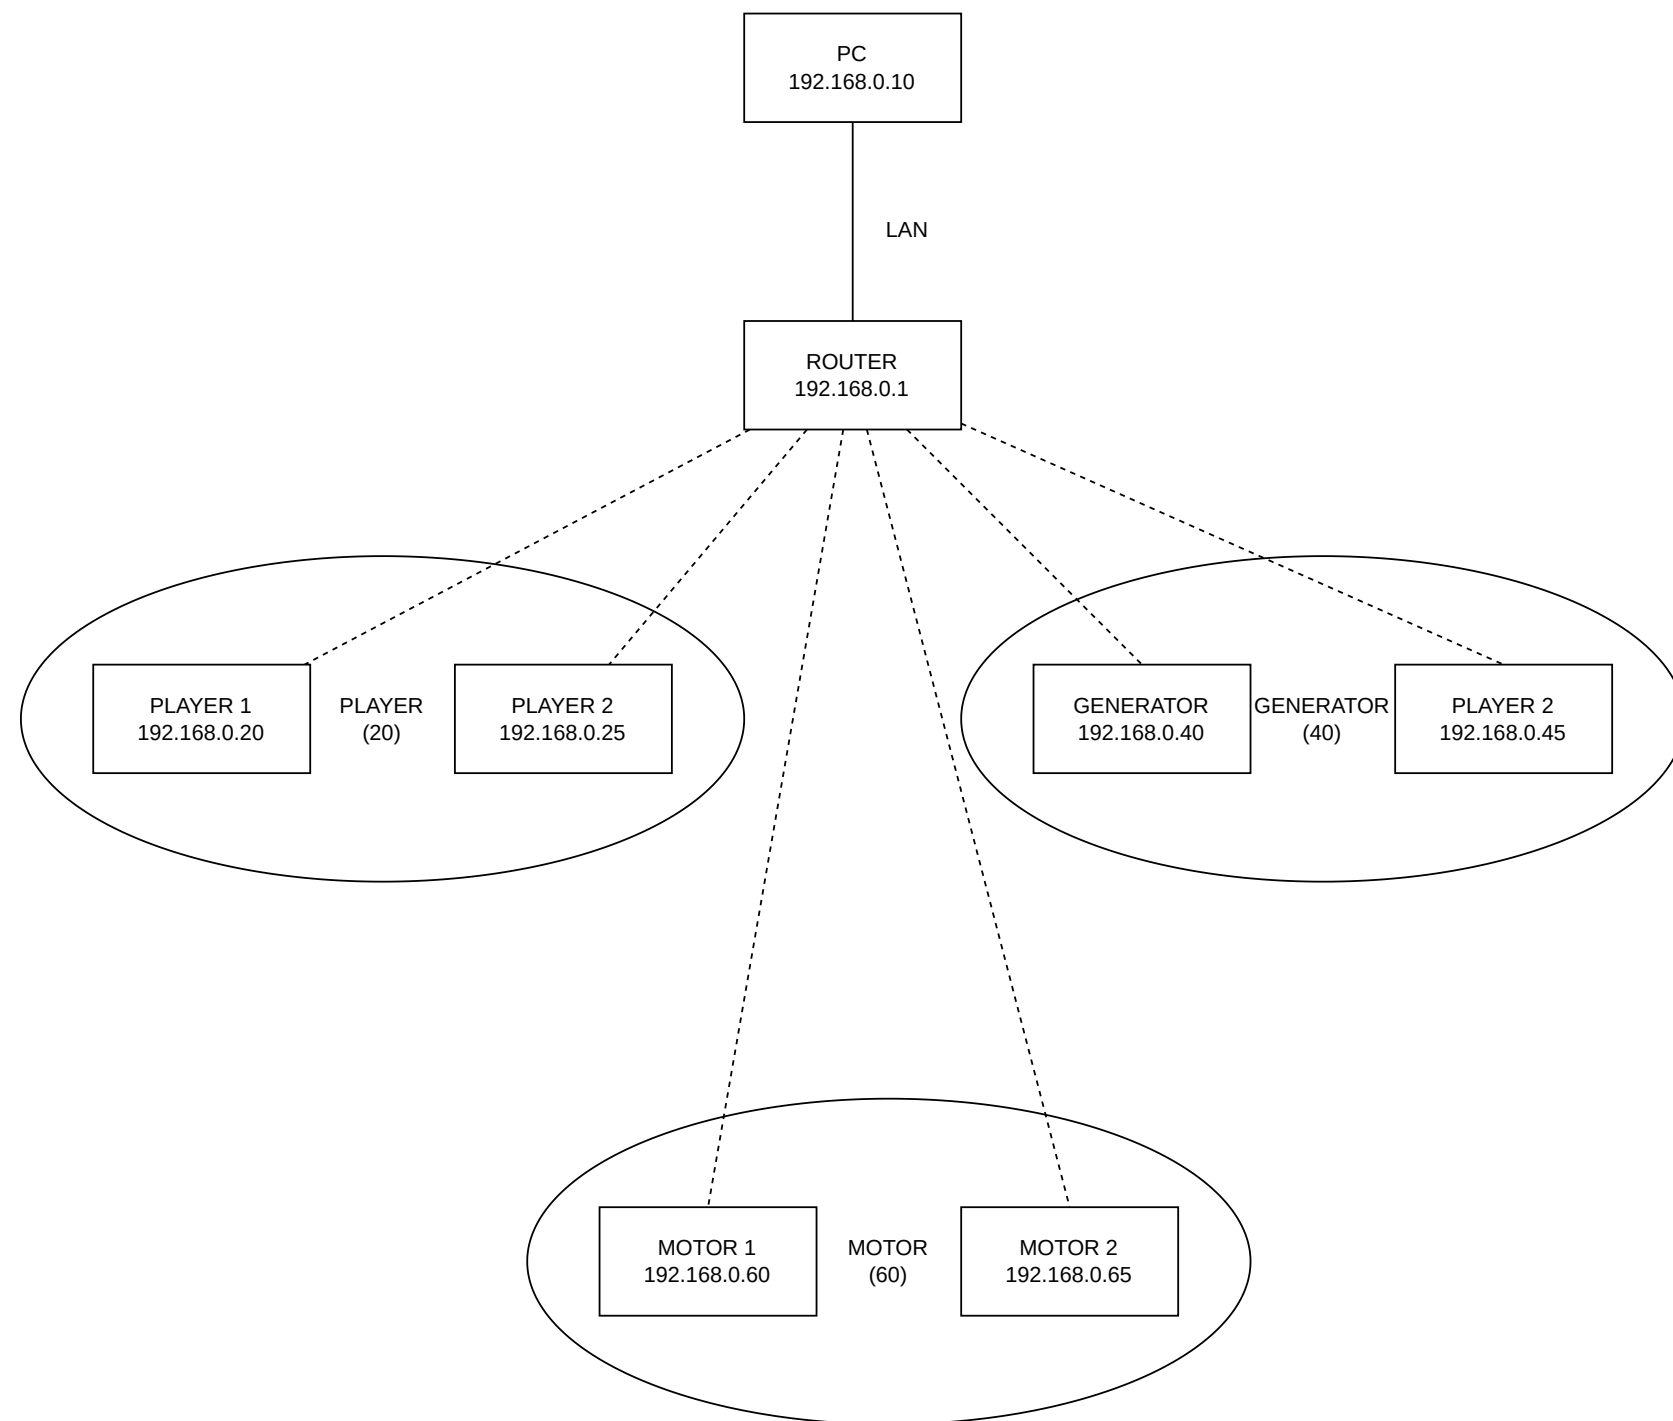 PC
192.168.0.10
LAN
ROUTER
192.168.0.1
PLAYER 1
192.168.0.20
PLAYER
(20)
PLAYER 2
192.168.0.25
GENERATOR
192.168.0.40
GENERATOR
(40)
PLAYER 2
192.168.0.45
MOTOR 1
192.168.0.60
MOTOR
(60)
MOTOR 2
192.168.0.65